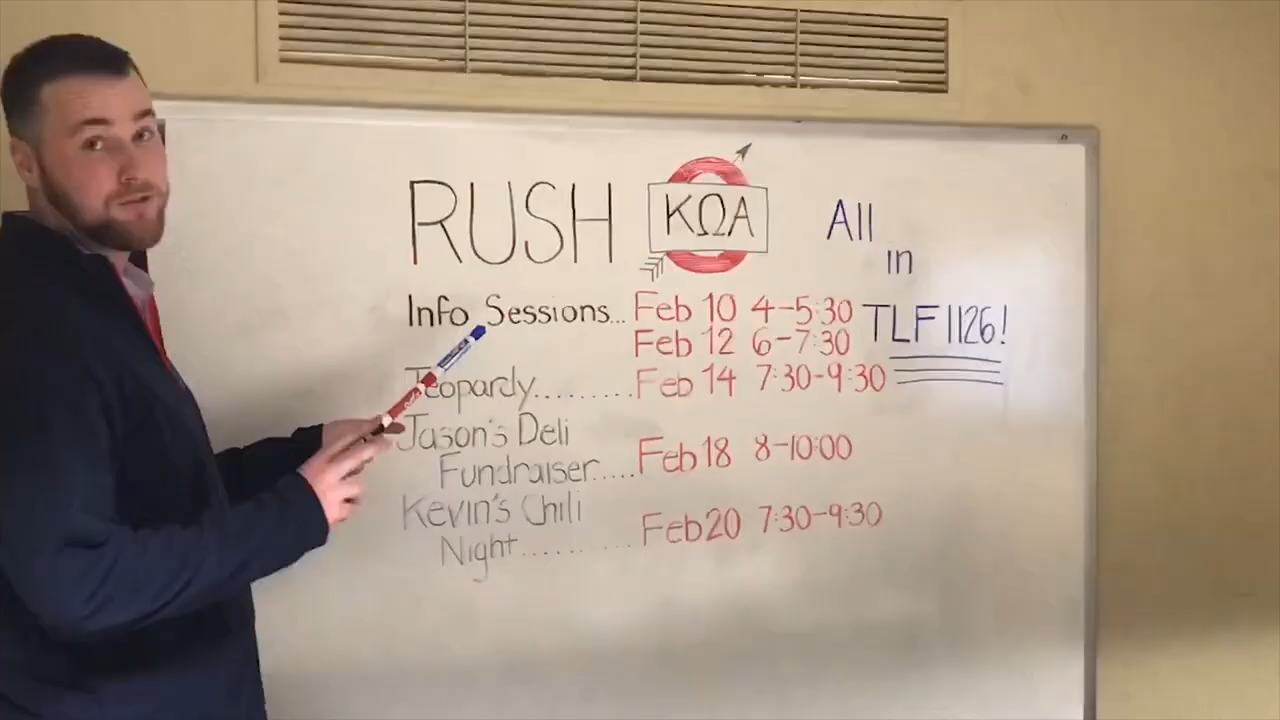 RUSH ΚΩΑ All
in
Info Sessions... Feb 10 4-5:30 TLF 1126!
Feb 12 6-7:30
Jeopardy......... Feb 14 7:30-9:30
Jason's Deli
Fundraiser..... Feb 18 8-10:00
Kevin's Chili
Night.......... Feb 20 7:30-9:30